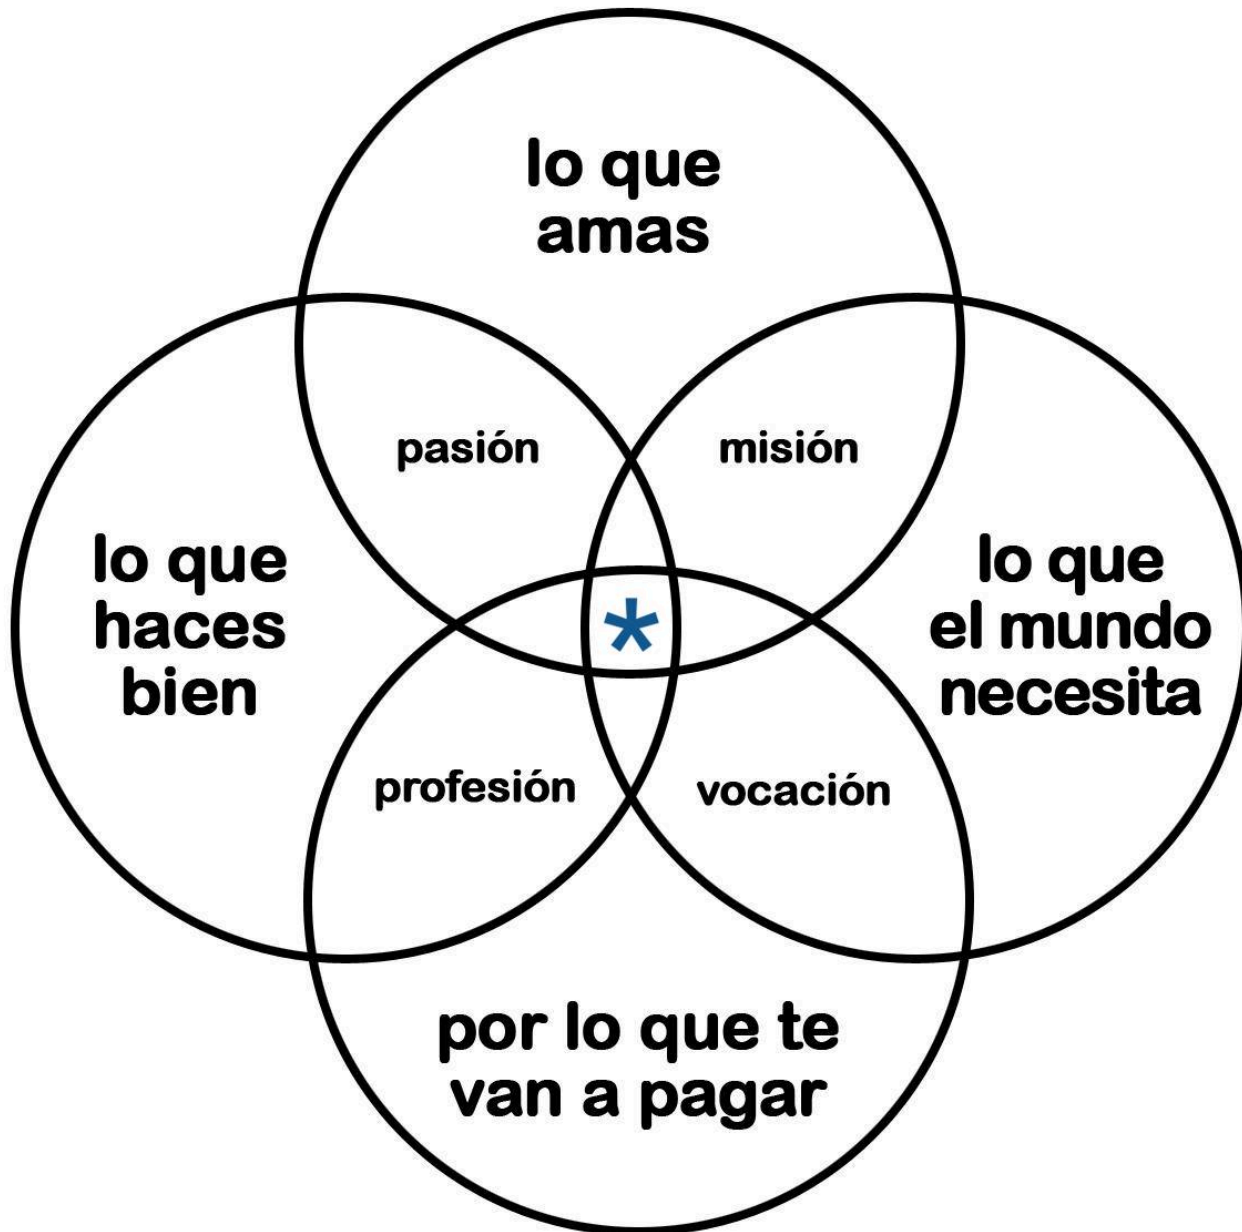 lo que
amas
pasión
misión
lo que
haces
bien
lo que
el mundo
necesita
*
profesión
vocación
por lo que te
van a pagar